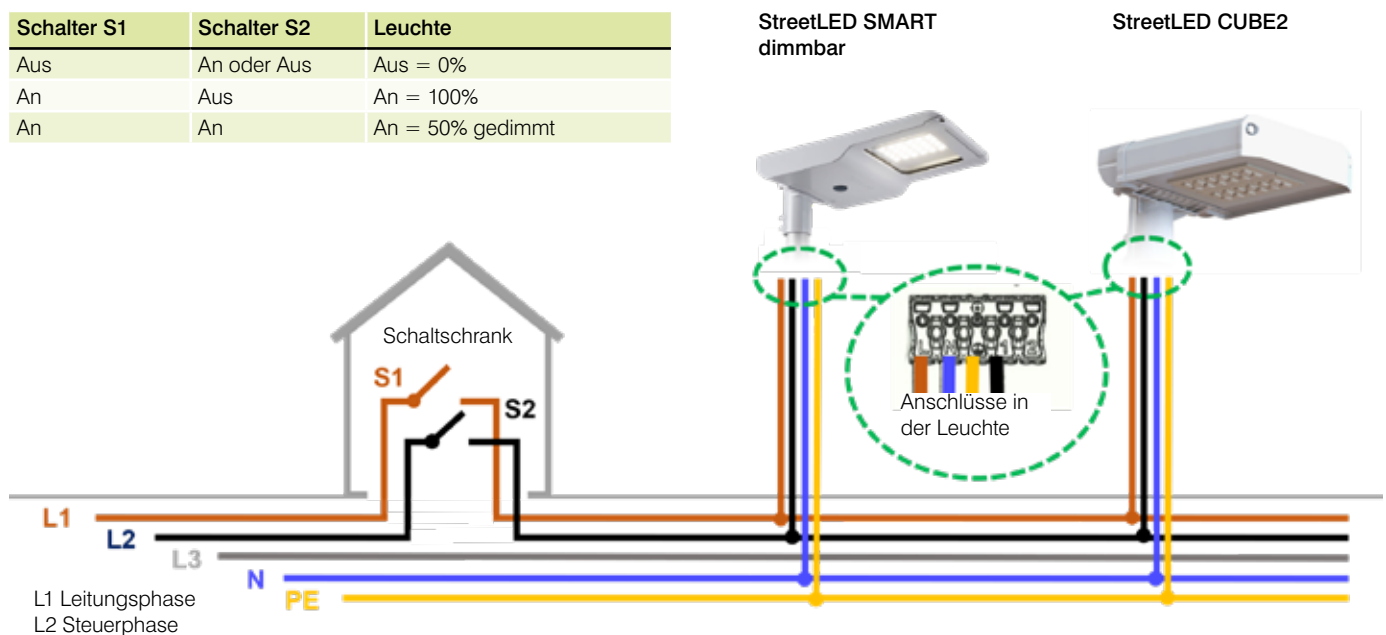 Schalter S1 Schalter S2 Leuchte
Aus An oder Aus Aus = 0%
An Aus An = 100%
An An An = 50% gedimmt
StreetLED SMART
dimmbar
StreetLED CUBE2
Schaltschrank
S1
S2
L N 1 2
Anschlüsse in
der Leuchte
L1
L2
L3
N
PE
L1 Leitungsphase
L2 Steuerphase